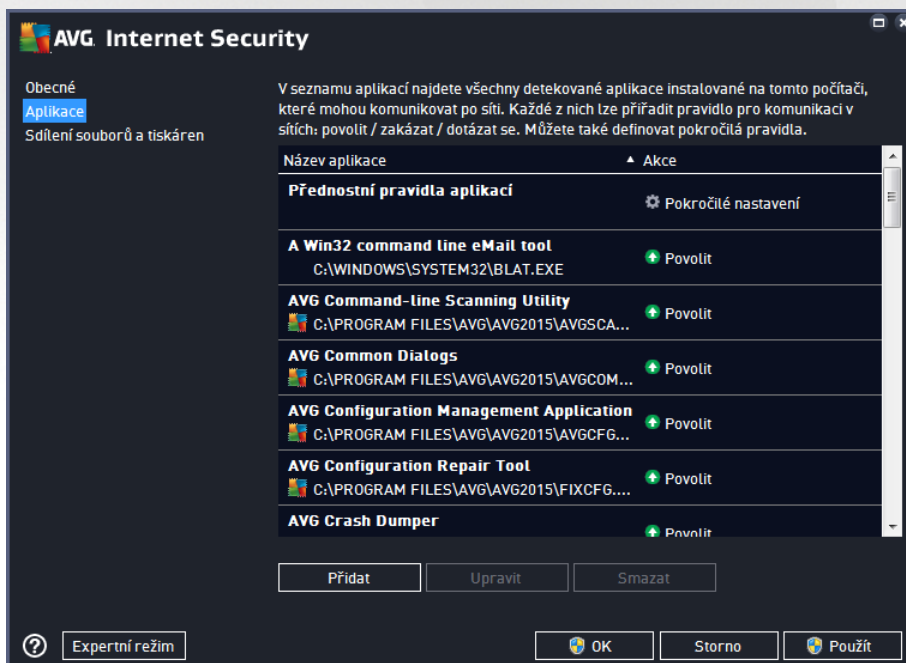 AVG. Internet Security
Obecné
Aplikace
Sdílení souborů a tiskáren
V seznamu aplikací najdete všechny detekované aplikace instalované na tomto počítači,
které mohou komunikovat po síti. Každé z nich lze přiřadit pravidlo pro komunikaci v
sítích: povolit / zakázat / dotázat se. Můžete také definovat pokročilá pravidla.
Název aplikace Akce
Přednostní pravidla aplikací
Pokročilé nastavení
A Win32 command line eMail tool
C:\WINDOWS\SYSTEM32\BLAT.EXE
Povolit
AVG Command-line Scanning Utility
C:\PROGRAM FILES\AVG\AVG2015\AVGSCA...
Povolit
AVG Common Dialogs
C:\PROGRAM FILES\AVG\AVG2015\AVGCOM...
Povolit
AVG Configuration Management Application
C:\PROGRAM FILES\AVG\AVG2015\AVGCFG...
Povolit
AVG Configuration Repair Tool
C:\PROGRAM FILES\AVG\AVG2015\FIXCFG....
Povolit
AVG Crash Dumper
Povolit
Přidat Upravit Smazat
? Expertní režim OK Storno Použít